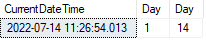 CurrentDateTime Day Day
2022-07-14 11:26:54.013 1 14